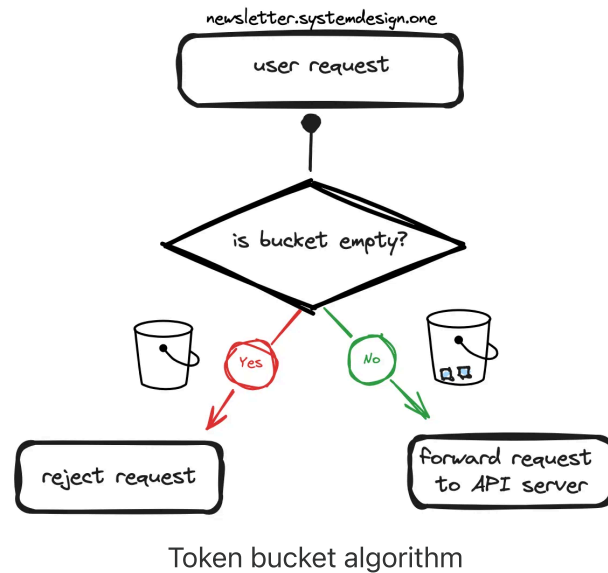 newsletter.systemdesign.one
user request
is bucket empty?
Yes
No
reject request
forward request
to API server
Token bucket algorithm